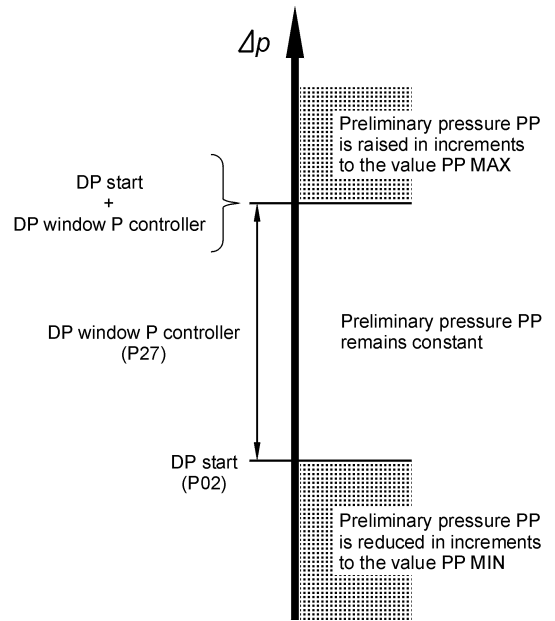 Δp
Preliminary pressure PP
is raised in increments
to the value PP MAX
DP start
+
DP window P controller
DP window P controller
(P27)
Preliminary pressure PP
remains constant
DP start
(P02)
Preliminary pressure PP
is reduced in increments
to the value PP MIN